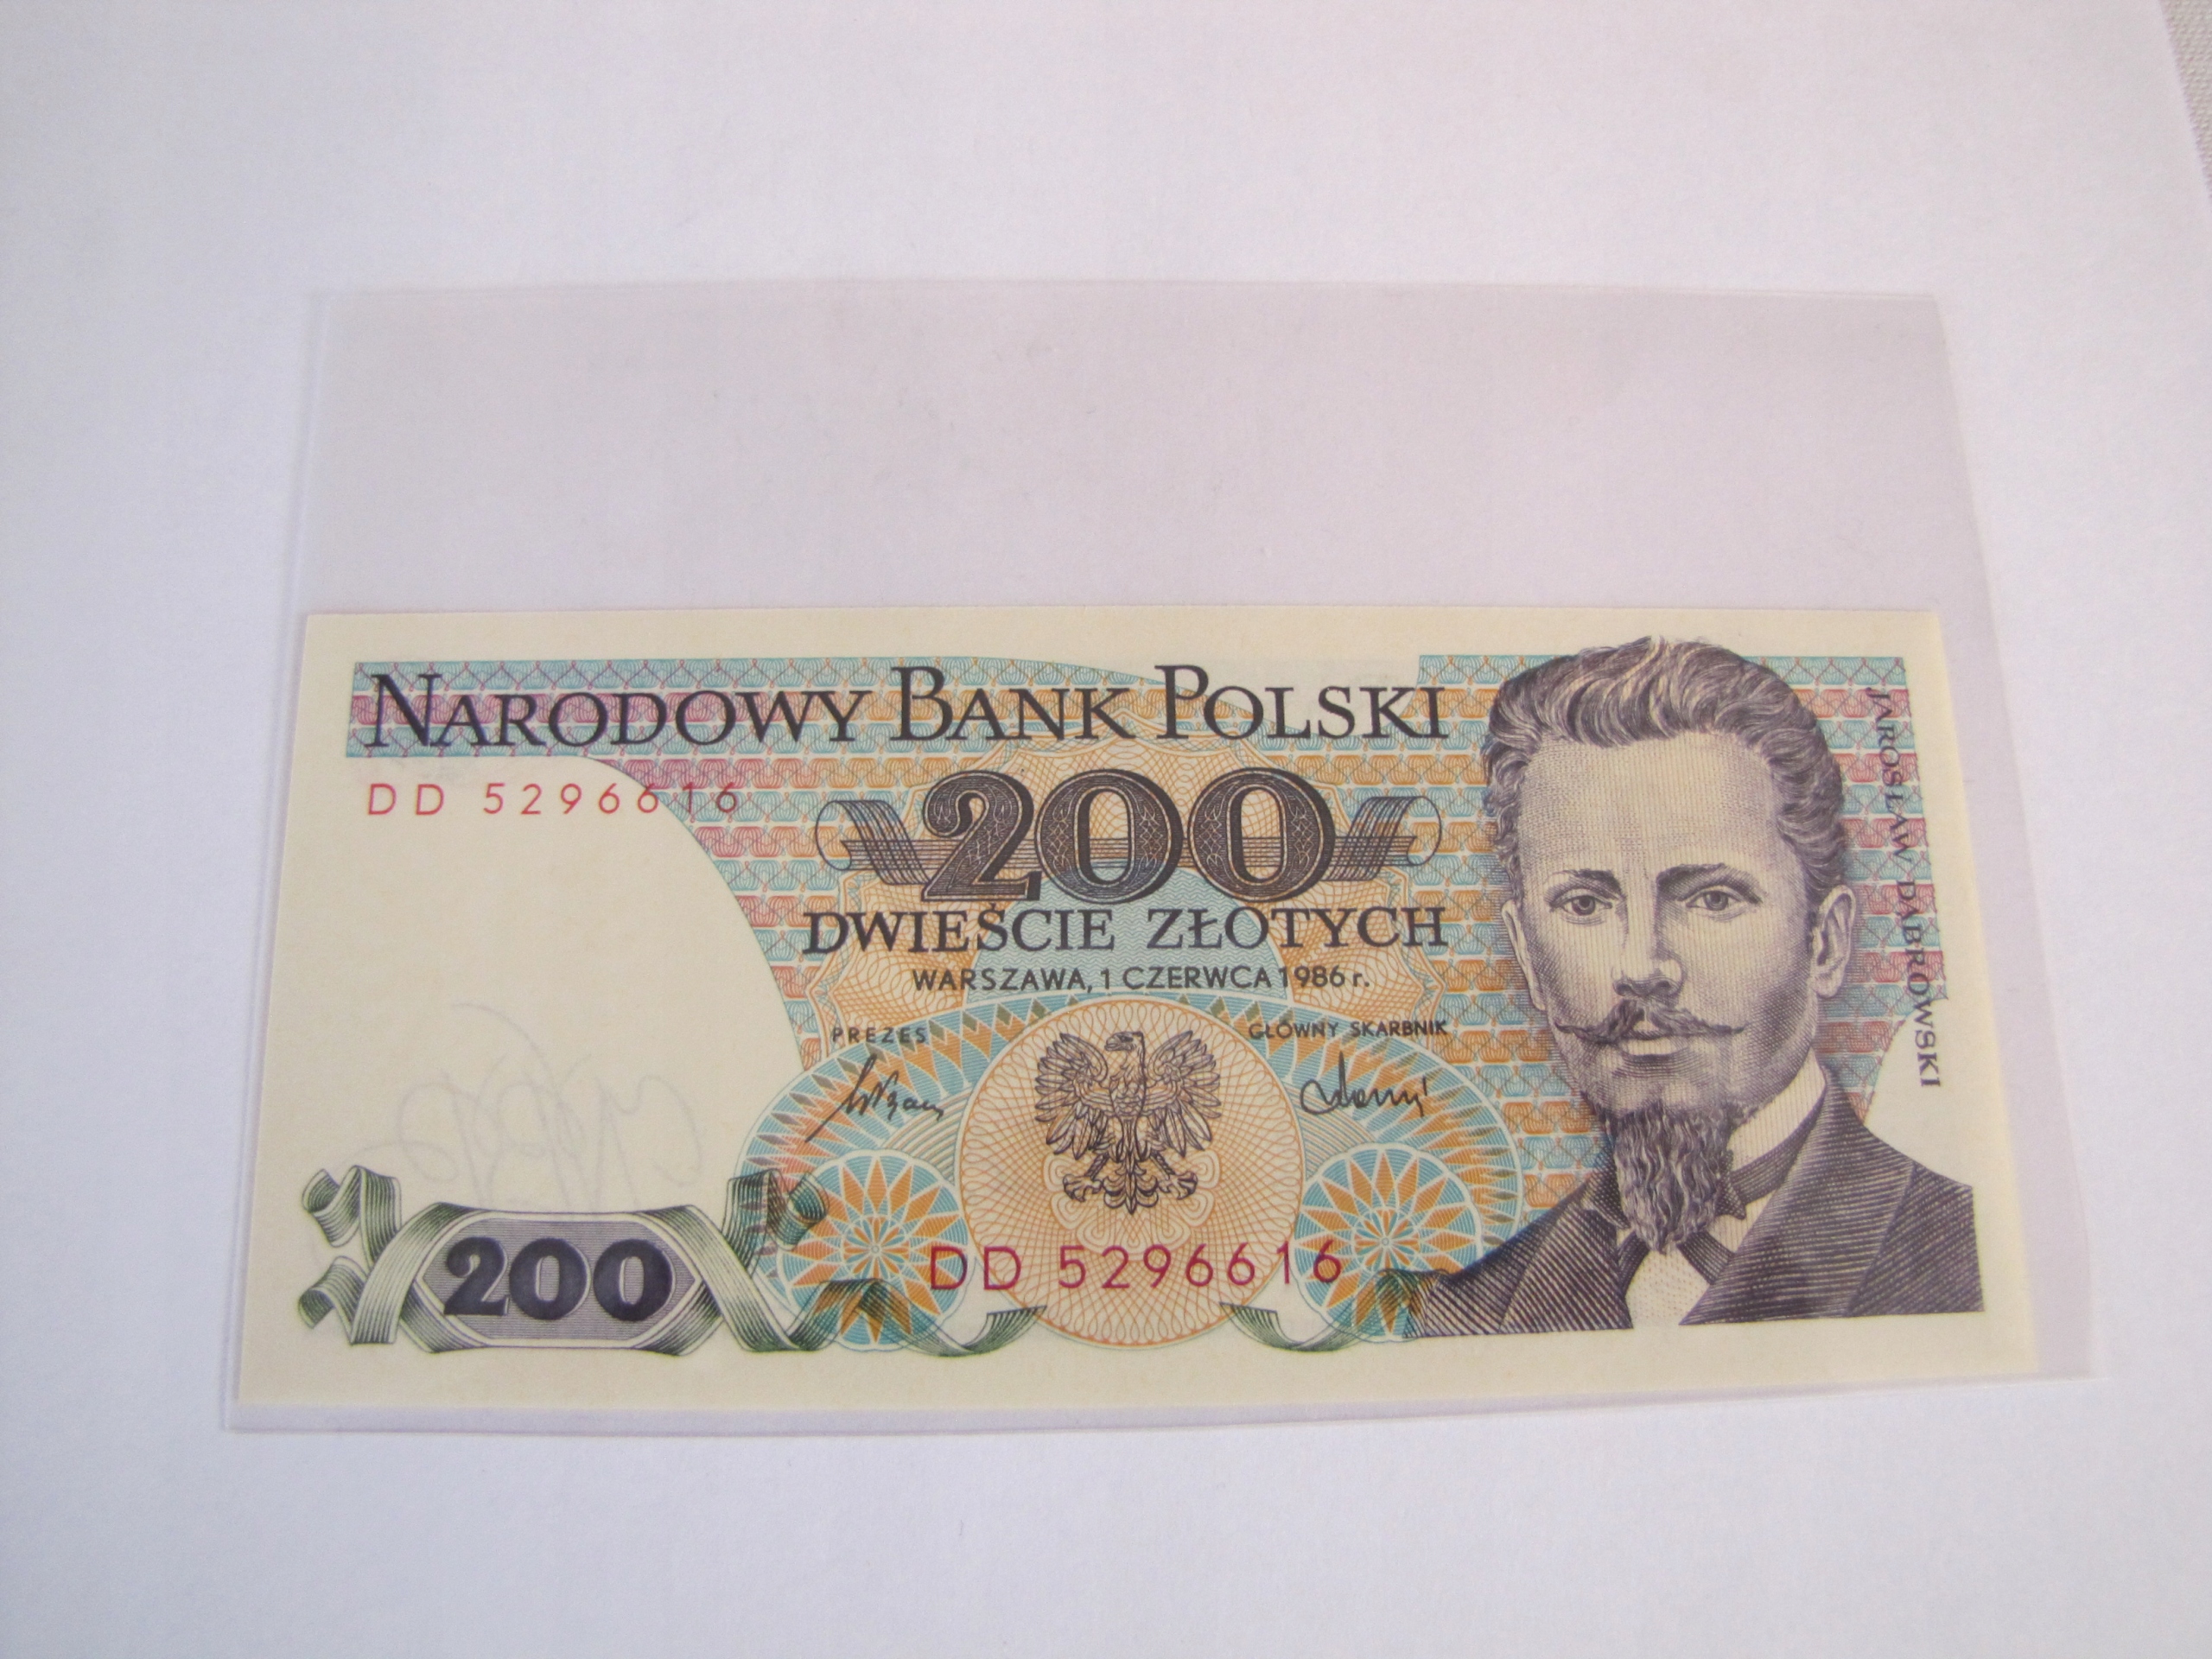 NARODOWY BANK POLSKI
DD 5296616
200
DWIEŚCIE ZŁOTYCH
WARSZAWA, 1 CZERWCA 1986 r.
PREZES
GŁÓWNY SKARBNIK
200
DD 5296616
JAROSŁAW DĄBROWSKI